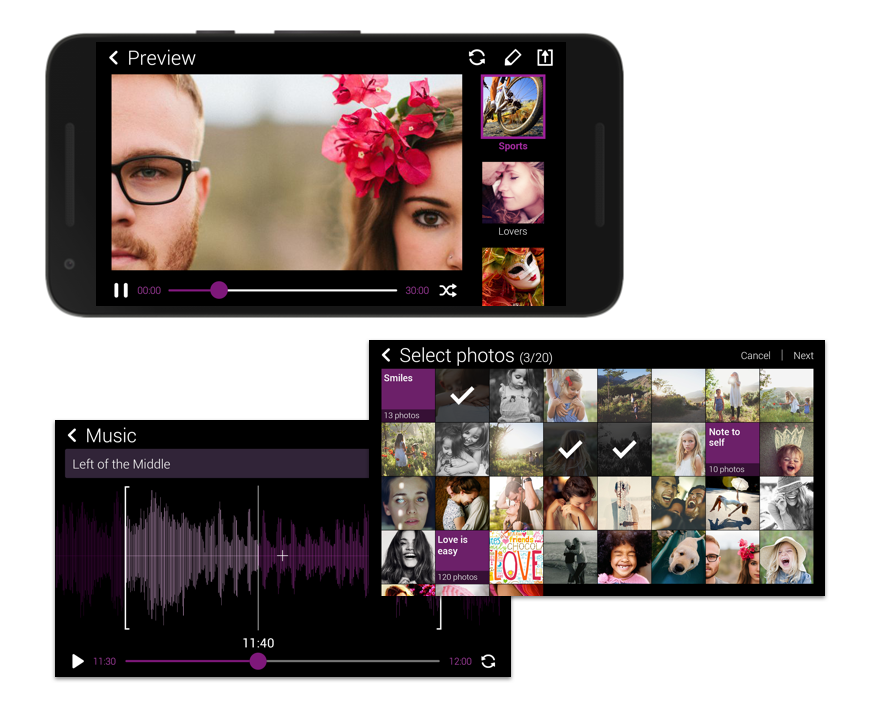 Preview
Sports
Lovers
00:00
30:00
Select photos (3/20)
Cancel | Next
Smiles
13 photos
Note to
self
10 photos
Love is
easy
120 photos
friends
CHOCOL
LOVE
Music
Left of the Middle
11:40
11:30
12:00